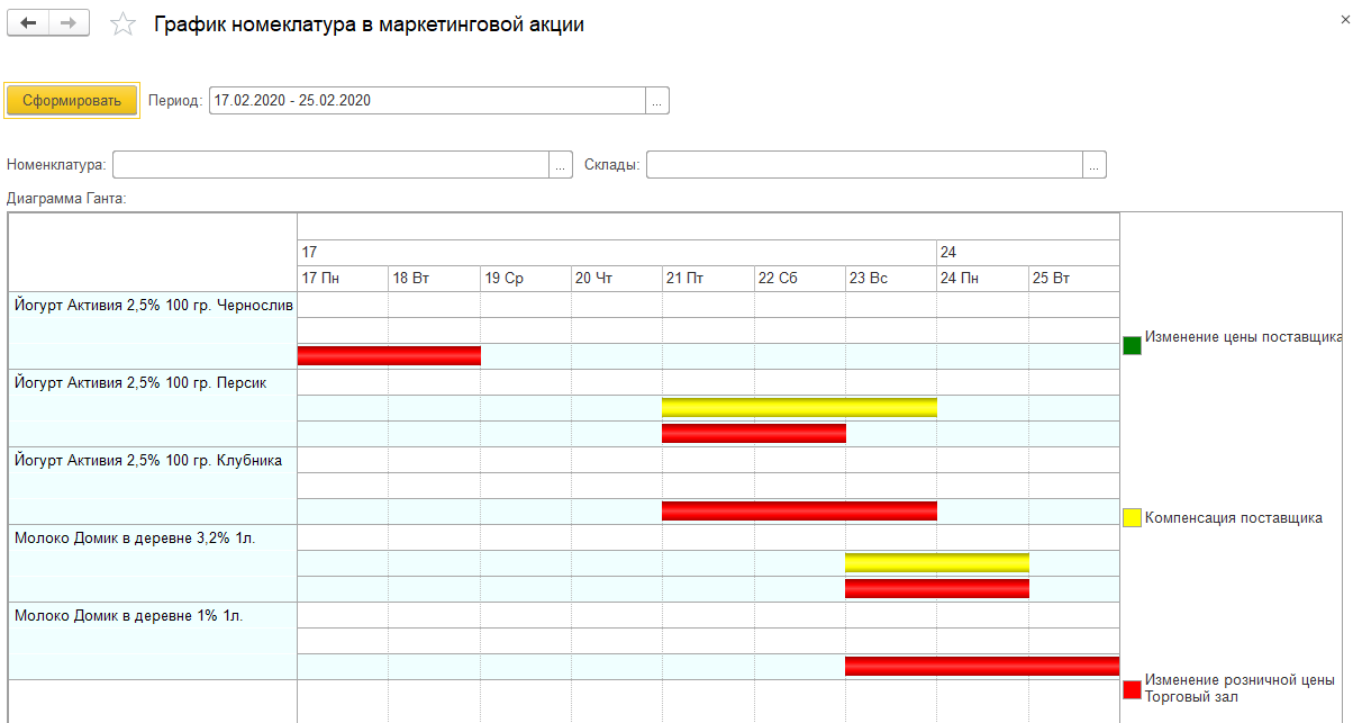 График номеклатура в маркетинговой акции
Сформировать Период: 17.02.2020 - 25.02.2020 ...
Номенклатура: ... Склады: ...
Диаграмма Ганта:
17 24
17 Пн 18 Вт 19 Ср 20 Чт 21 Пт 22 Сб 23 Вс 24 Пн 25 Вт
Йогурт Активия 2,5% 100 гр. Чернослив
Изменение цены поставщика
Йогурт Активия 2,5% 100 гр. Персик
Йогурт Активия 2,5% 100 гр. Клубника
Компенсация поставщика
Молоко Домик в деревне 3,2% 1л.
Молоко Домик в деревне 1% 1л.
Изменение розничной цены
Торговый зал